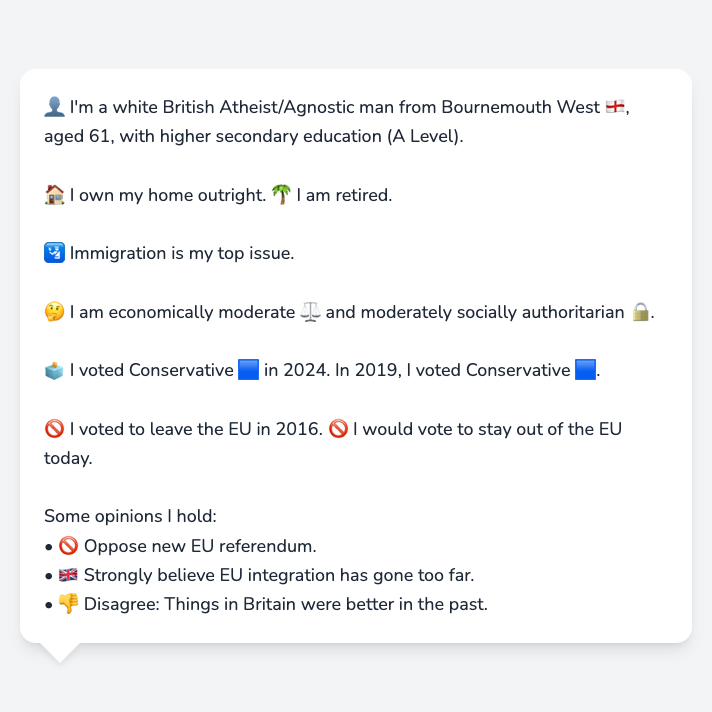 👤 I'm a white British Atheist/Agnostic man from Bournemouth West 🏴󠁧󠁢󠁥󠁮󠁧󠁿,
aged 61, with higher secondary education (A Level).
🏠 I own my home outright. 🌴 I am retired.
🛂 Immigration is my top issue.
🤔 I am economically moderate ⚖️ and moderately socially authoritarian 🔒.
🗳️ I voted Conservative 🟦 in 2024. In 2019, I voted Conservative 🟦.
🚫 I voted to leave the EU in 2016. 🚫 I would vote to stay out of the EU
today.
Some opinions I hold:
• 🚫 Oppose new EU referendum.
• 🇬🇧 Strongly believe EU integration has gone too far.
• 👎 Disagree: Things in Britain were better in the past.